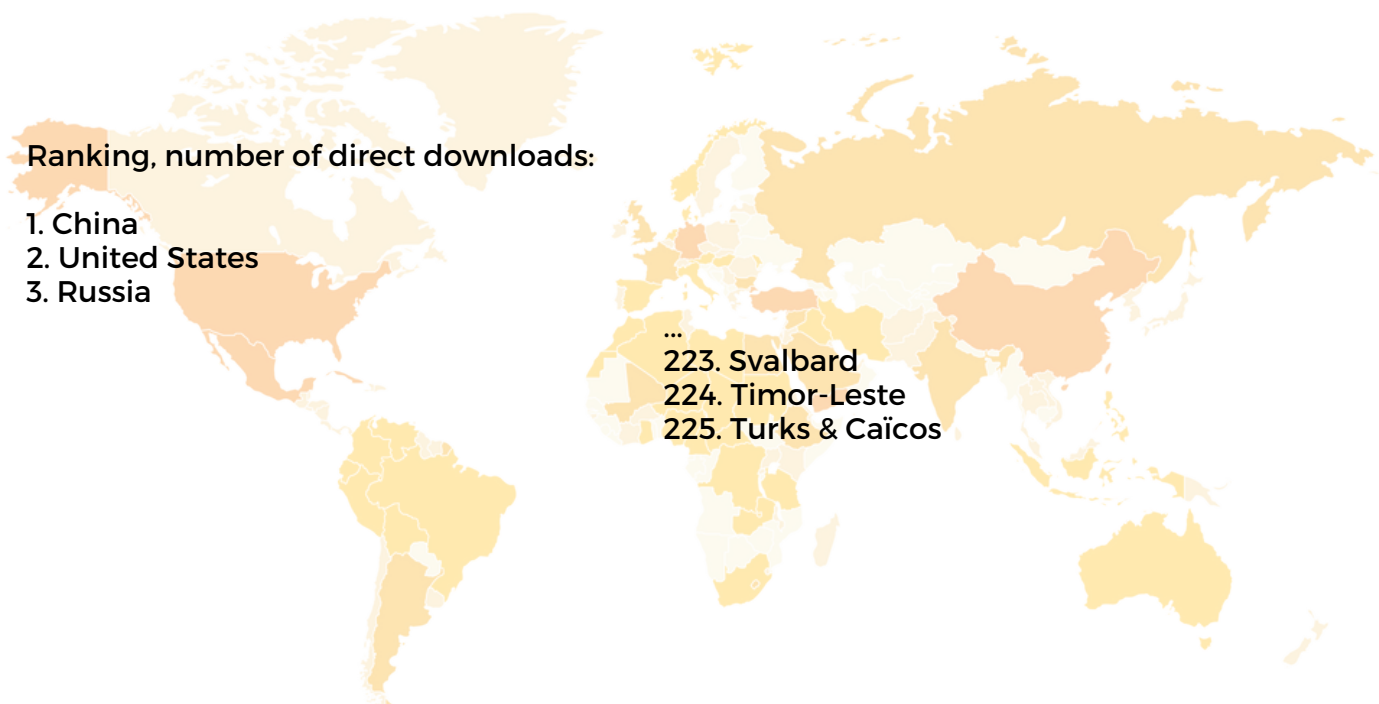 Ranking, number of direct downloads:
1. China
2. United States
3. Russia
...
223. Svalbard
224. Timor-Leste
225. Turks & Caïcos